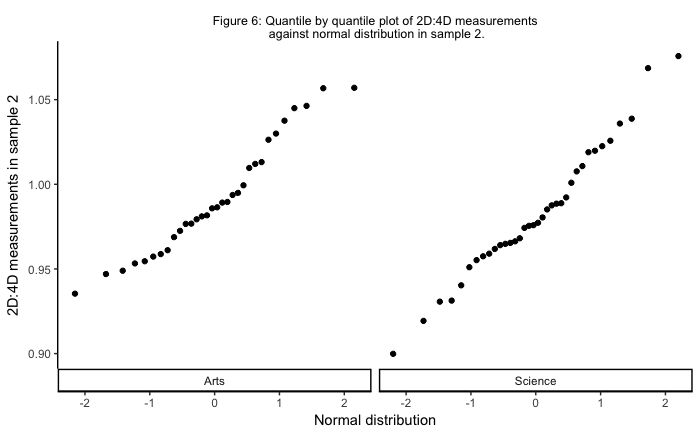 Figure 6: Quantile by quantile plot of 2D:4D measurements
against normal distribution in sample 2.
2D:4D measurements in sample 2
1.05
1.00
0.95
0.90
Arts
Science
-2
-1
0
1
2
-2
-1
0
1
2
Normal distribution